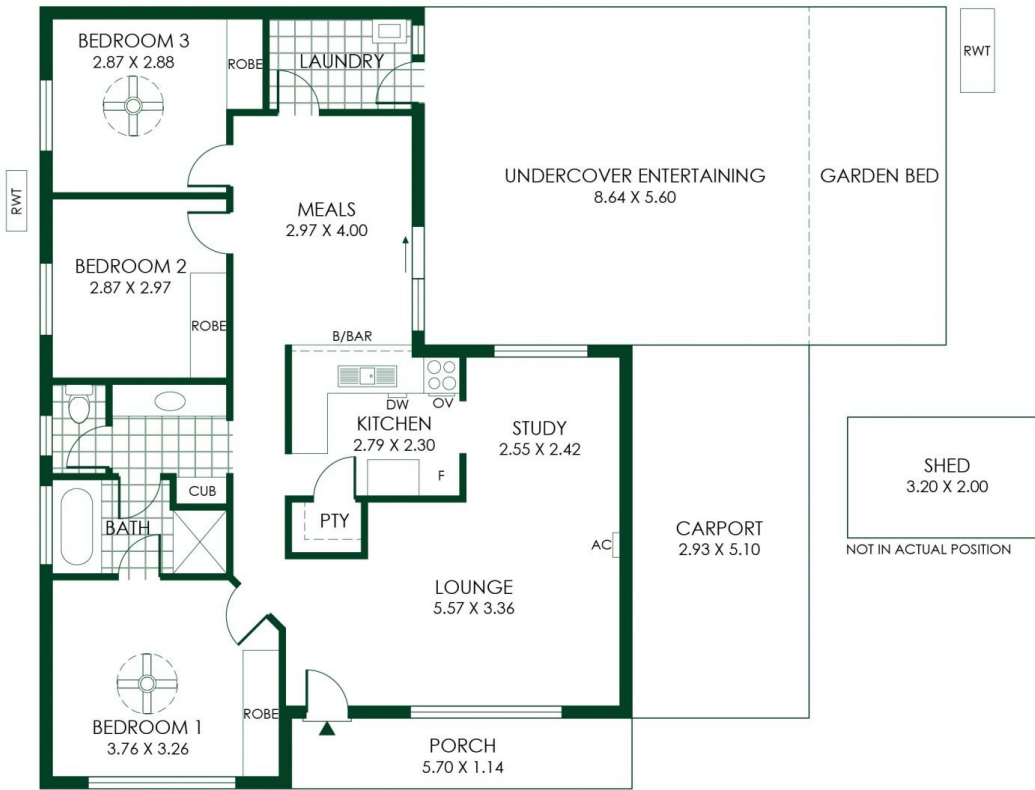 BEDROOM 3
2.87 X 2.88
ROBE
LAUNDRY
RWT
RWT
UNDERCOVER ENTERTAINING
8.64 X 5.60
GARDEN BED
MEALS
2.97 X 4.00
BEDROOM 2
2.87 X 2.97
ROBE
B/BAR
DW
OV
KITCHEN
2.79 X 2.30
F
STUDY
2.55 X 2.42
CUB
PTY
BATH
AC
CARPORT
2.93 X 5.10
SHED
3.20 X 2.00
NOT IN ACTUAL POSITION
LOUNGE
5.57 X 3.36
BEDROOM 1
3.76 X 3.26
ROBE
PORCH
5.70 X 1.14